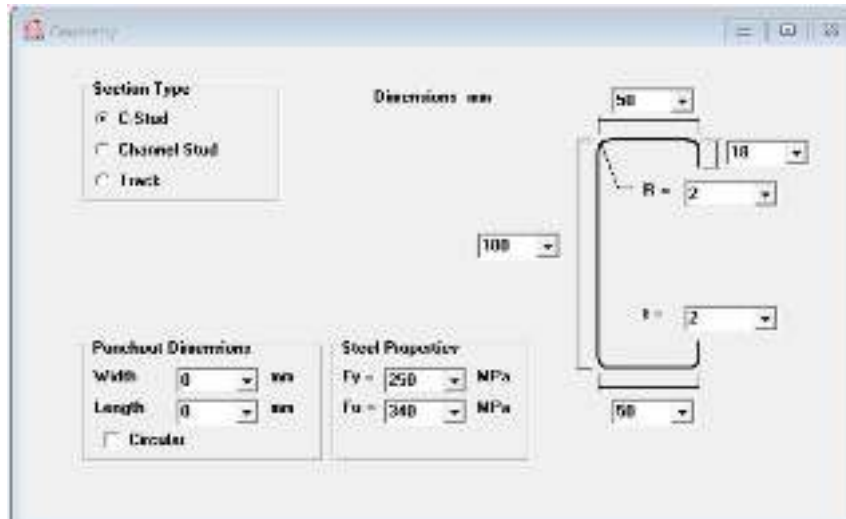 Geometry
Section Type
C-Stud
Channel Stud
Track
Dimensions mm
50
18
R = 2
100
t = 2
50
Punchout Dimensions
Width 0 mm
Length 0 mm
Circular
Steel Properties
Fy = 250 MPa
Fu = 340 MPa